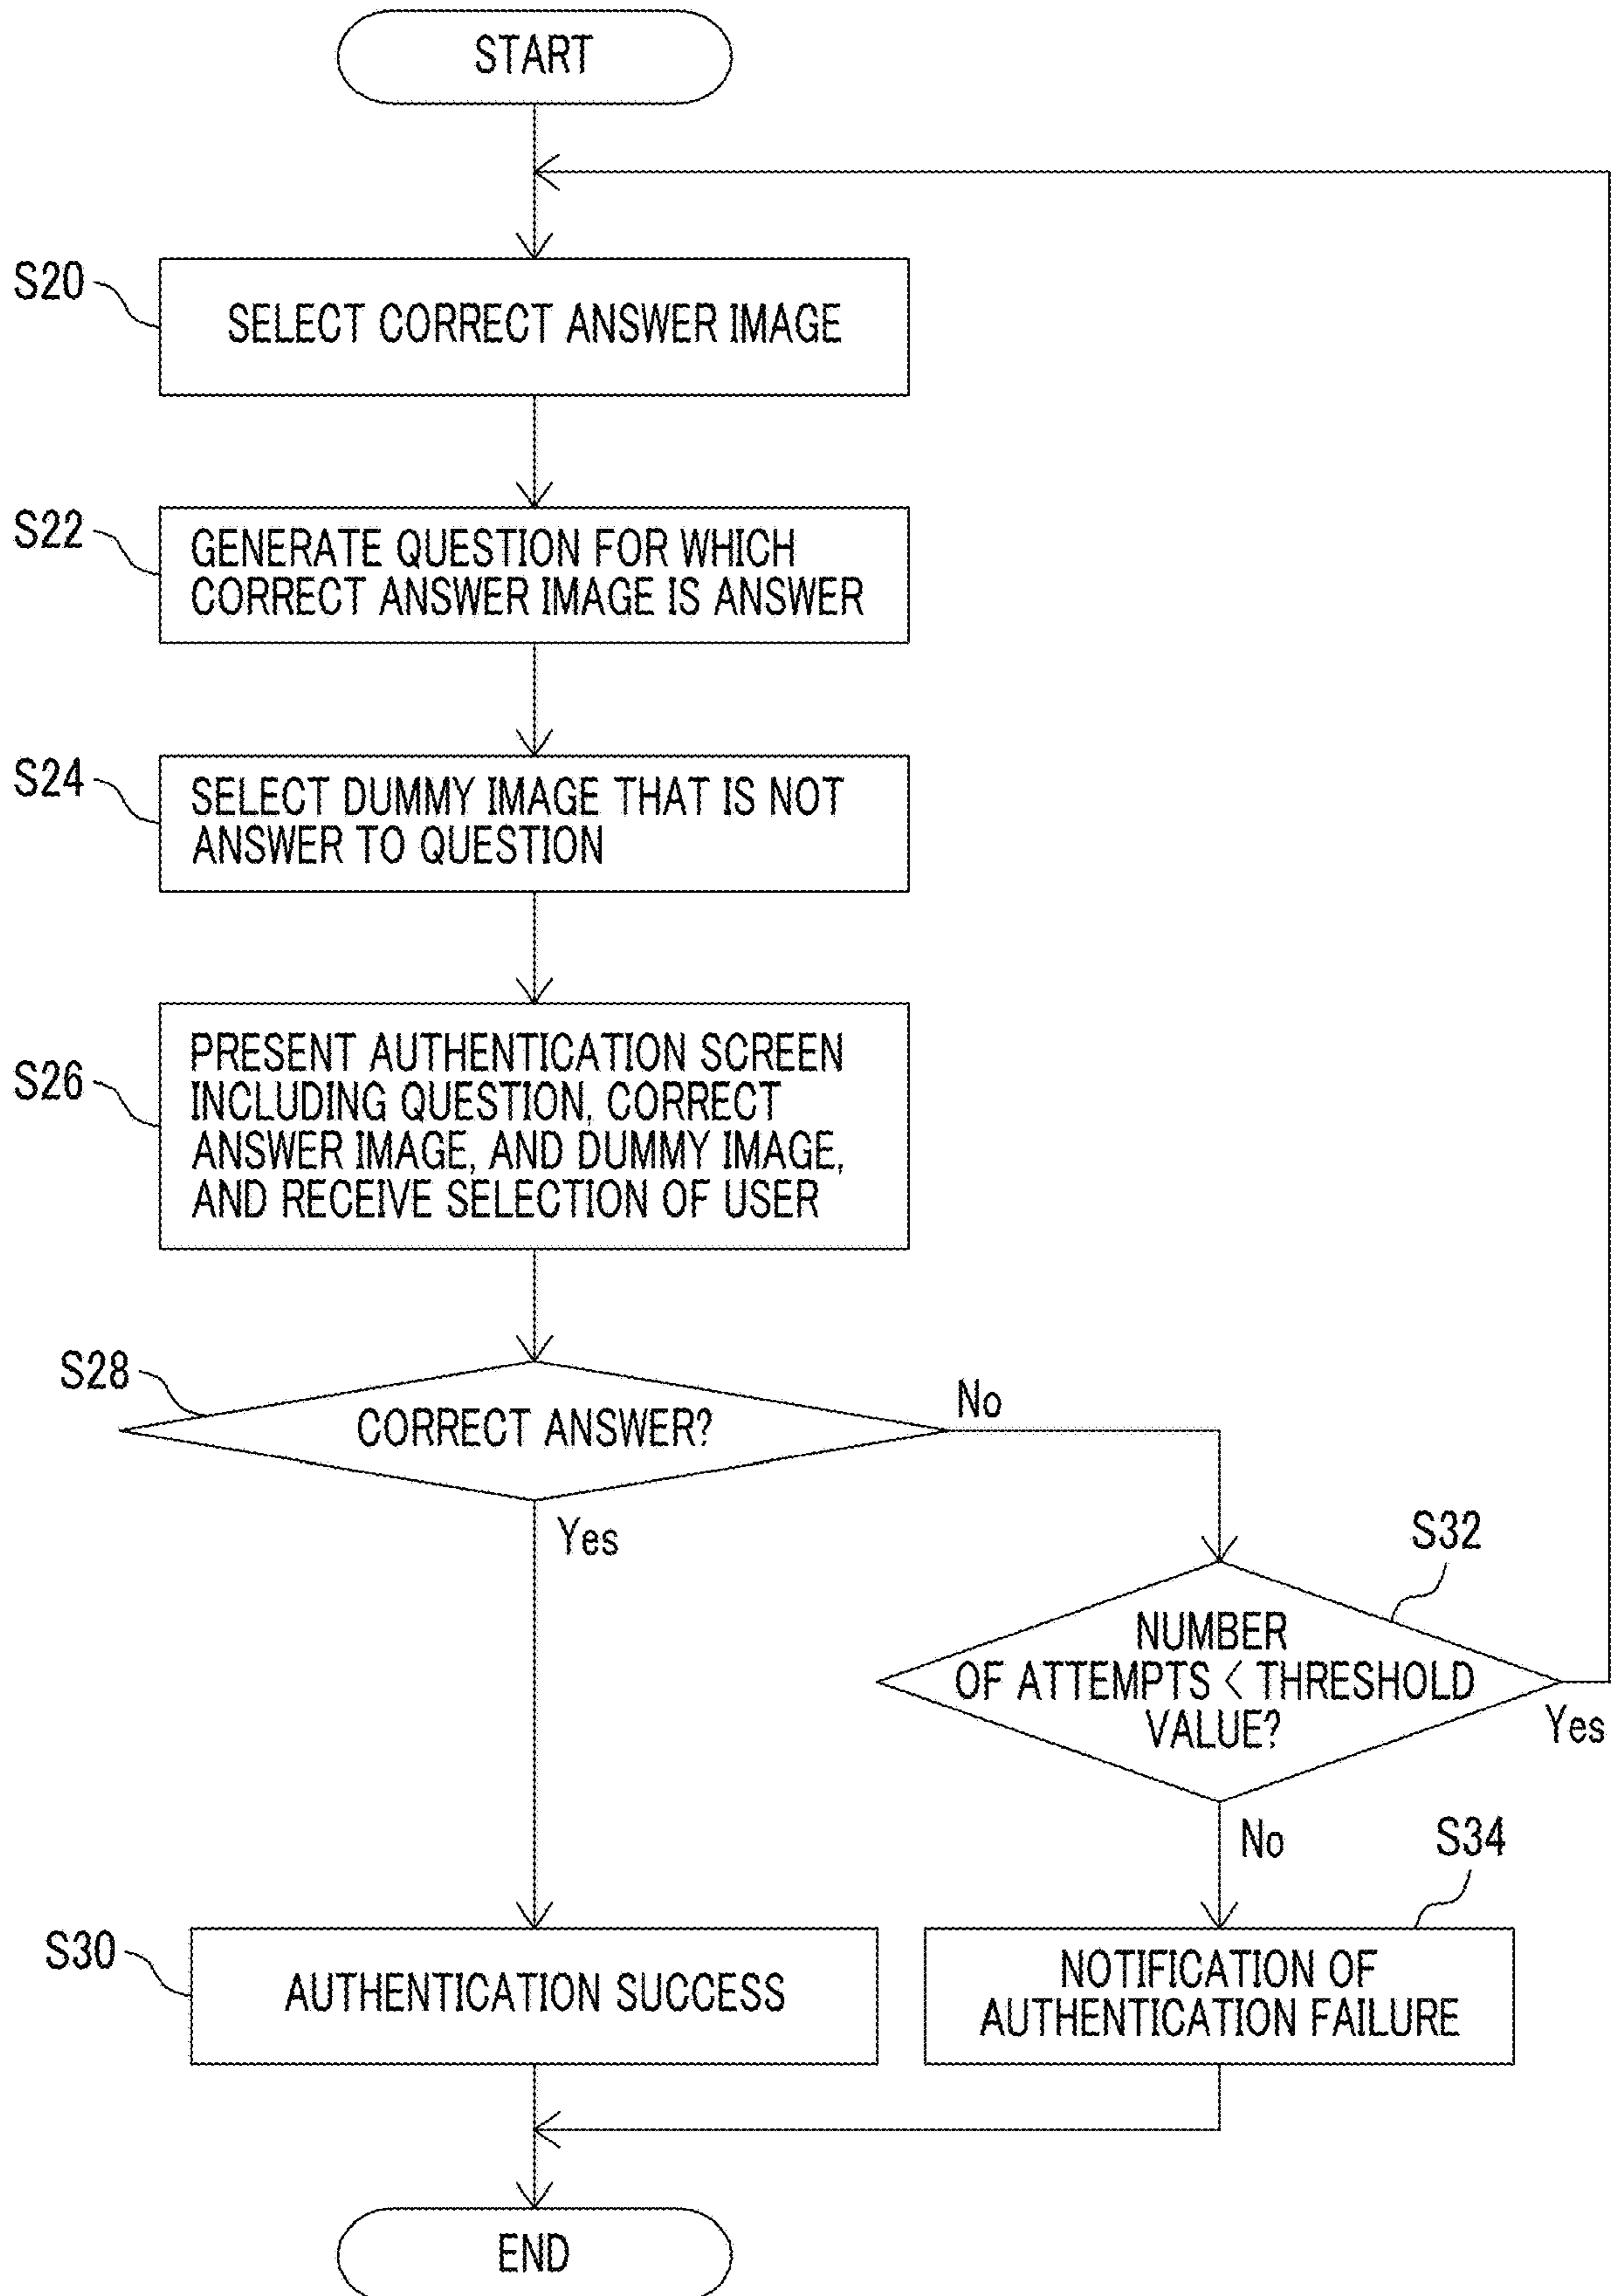 START
S20
SELECT CORRECT ANSWER IMAGE
S22
GENERATE QUESTION FOR WHICH
CORRECT ANSWER IMAGE IS ANSWER
S24
SELECT DUMMY IMAGE THAT IS NOT
ANSWER TO QUESTION
S26
PRESENT AUTHENTICATION SCREEN
INCLUDING QUESTION, CORRECT
ANSWER IMAGE, AND DUMMY IMAGE,
AND RECEIVE SELECTION OF USER
S28
CORRECT ANSWER?
No
Yes
S32
NUMBER
OF ATTEMPTS < THRESHOLD
VALUE?
Yes
No
S34
S30
AUTHENTICATION SUCCESS
NOTIFICATION OF
AUTHENTICATION FAILURE
END